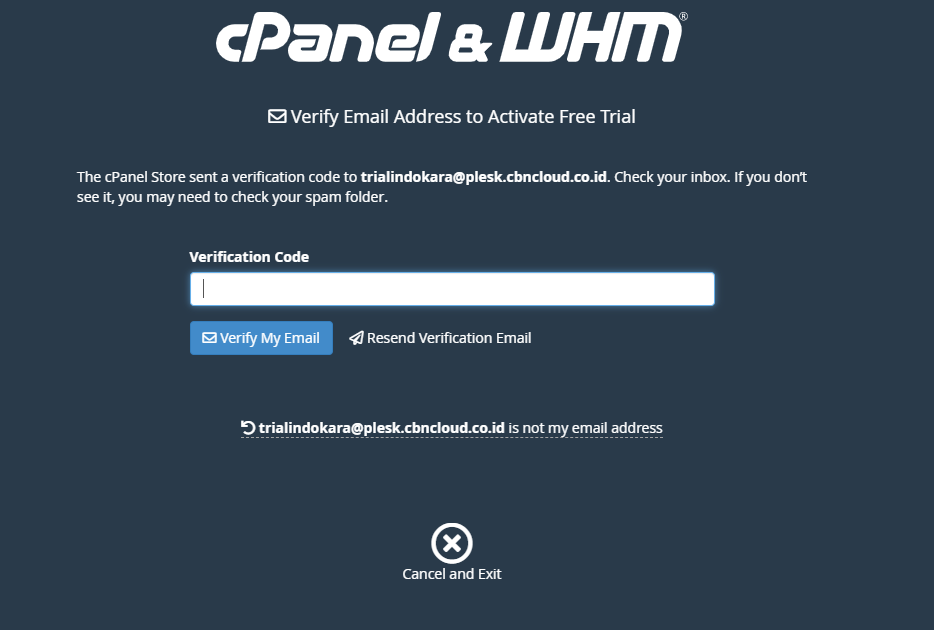 cPanel & WHM®
Verify Email Address to Activate Free Trial
The cPanel Store sent a verification code to trialindokara@plesk.cbncloud.co.id. Check your inbox. If you don’t
see it, you may need to check your spam folder.
Verification Code
Verify My Email Resend Verification Email
trialindokara@plesk.cbncloud.co.id is not my email address
Cancel and Exit